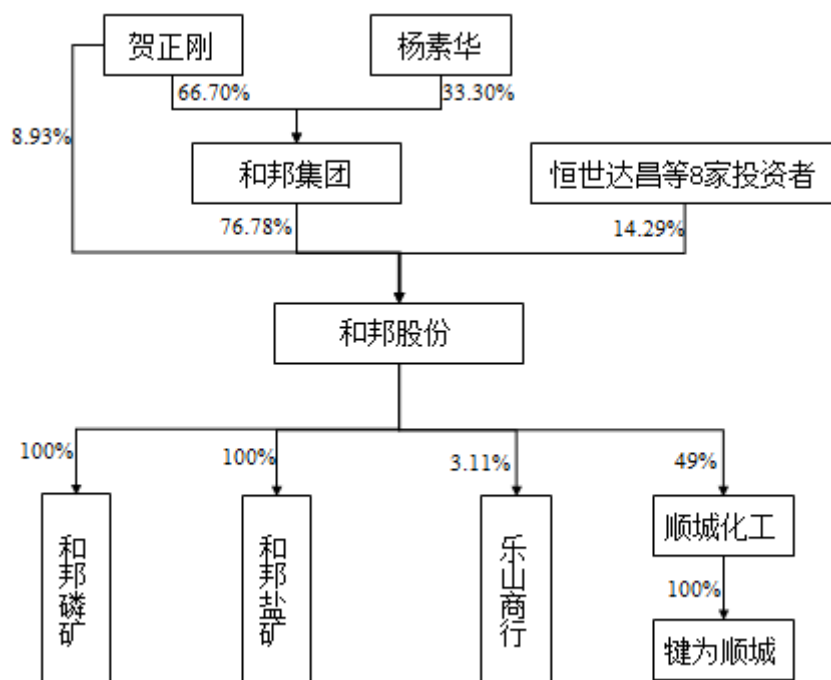 贺正刚
杨素华
66.70%
33.30%
8.93%
和邦集团
恒世达昌等8家投资者
76.78%
14.29%
和邦股份
100%
100%
3.11%
49%
和邦磷矿
和邦盐矿
乐山商行
顺城化工
100%
犍为顺城